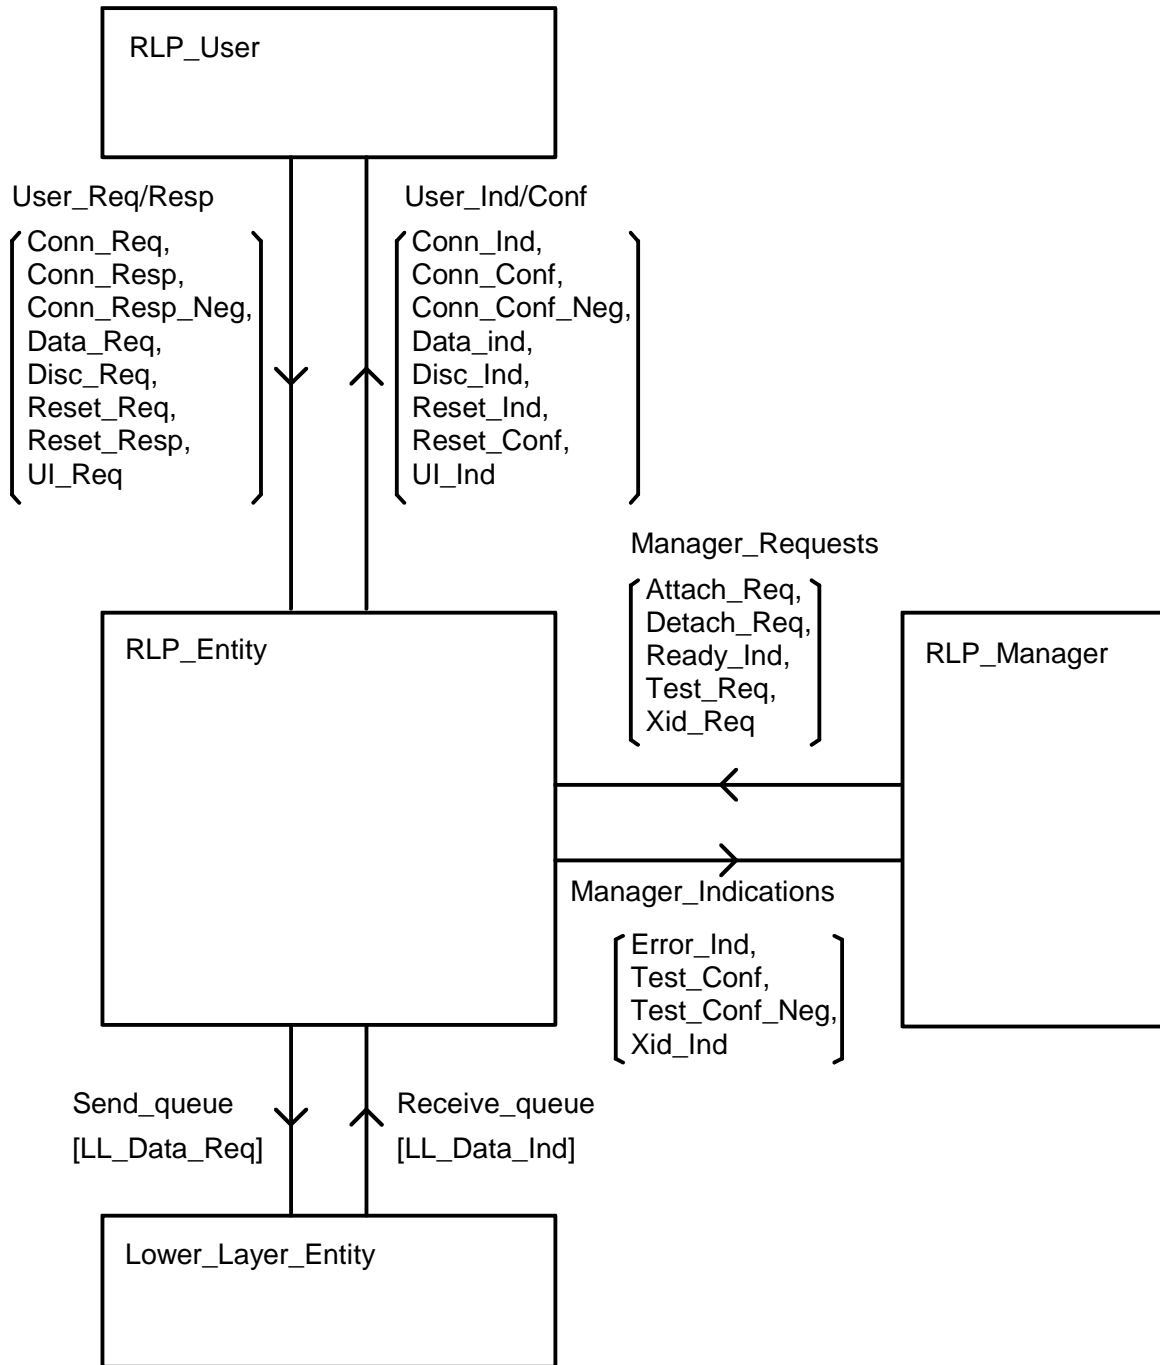 RLP_User
User_Req/Resp
Conn_Req,
Conn_Resp,
Conn_Resp_Neg,
Data_Req,
Disc_Req,
Reset_Req,
Reset_Resp,
UI_Req
User_Ind/Conf
Conn_Ind,
Conn_Conf,
Conn_Conf_Neg,
Data_ind,
Disc_Ind,
Reset_Ind,
Reset_Conf,
UI_Ind
Manager_Requests
Attach_Req,
Detach_Req,
Ready_Ind,
Test_Req,
Xid_Req
RLP_Entity
RLP_Manager
Manager_Indications
Error_Ind,
Test_Conf,
Test_Conf_Neg,
Xid_Ind
Send_queue
[LL_Data_Req]
Receive_queue
[LL_Data_Ind]
Lower_Layer_Entity